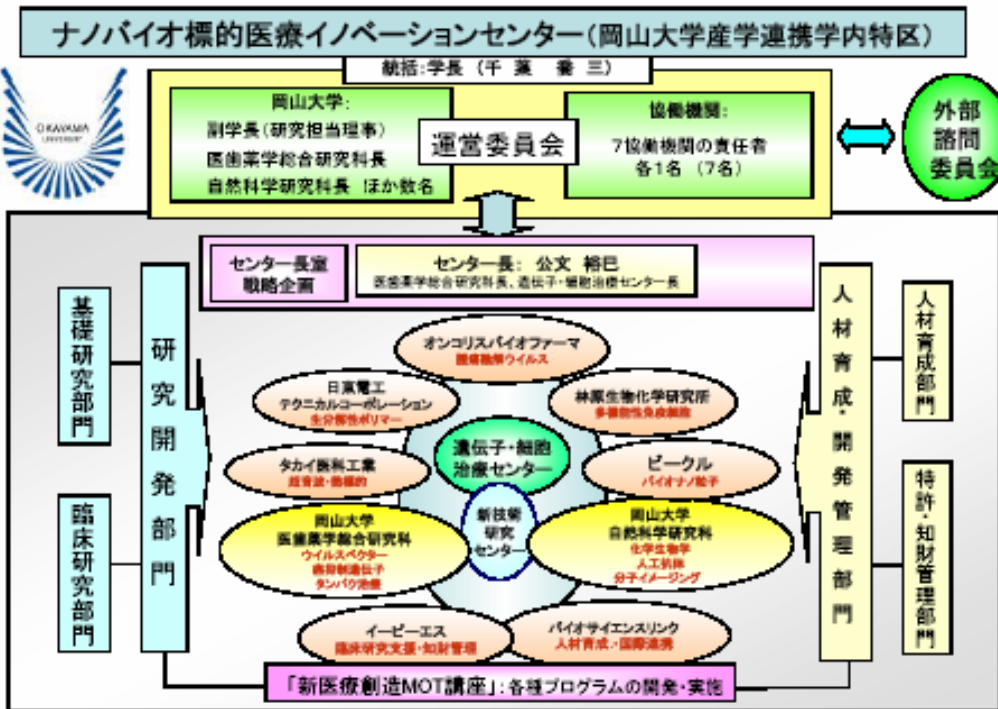 ナノバイオ標的医療イノベーションセンター(岡山大学産学連携学内特区)
統括:学長 (千葉 喬三)
OKAYAMA
UNIVERSITY
岡山大学:
副学長(研究担当理事)
医歯薬学総合研究科長
自然科学研究科長 ほか数名
運営委員会
協働機関:
7協働機関の責任者
各1名 (7名)
外部
諮問
委員会
センター長室
戦略企画
センター長: 公文 裕巳
医歯薬学総合研究科長、遺伝子・細胞治療センター長
基礎研究部門
臨床研究部門
研究開発部門
オンコリスバイオファーマ
腫瘍融解ウイルス
日東電工
テクニカルコーポレーション
生分解性ポリマー
林原生物化学研究所
多機能性免疫細胞
遺伝子・細胞
治療センター
タカイ医科工業
超音波・微標的
ビークル
バイオナノ粒子
新技術
研究
センター
岡山大学
医歯薬学総合研究科
ウイルスベクター
癌抑制遺伝子
タンパク治療
岡山大学
自然科学研究科
化学生物学
人工抗体
分子イメージング
イーピーエス
臨床研究支援・知財管理
バイオサイエンスリンク
人材育成・国際連携
人材育成・開発管理部門
人材育成部門
特許・知財管理部門
「新医療創造MOT講座」:各種プログラムの開発・実施